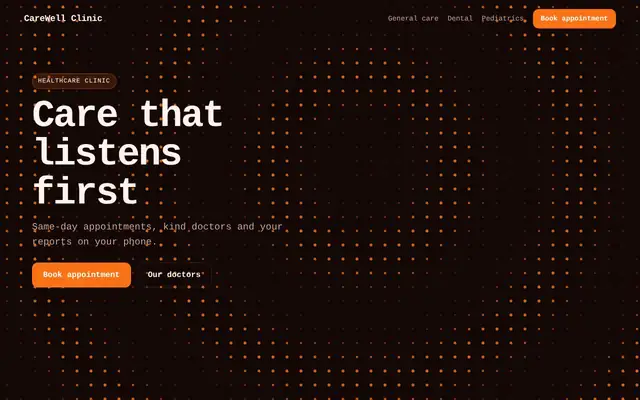 CareWell Clinic
General care Dental Pediatrics Book appointment
HEALTHCARE CLINIC
Care that
listens
first
Same-day appointments, kind doctors and your
reports on your phone.
Book appointment Our doctors